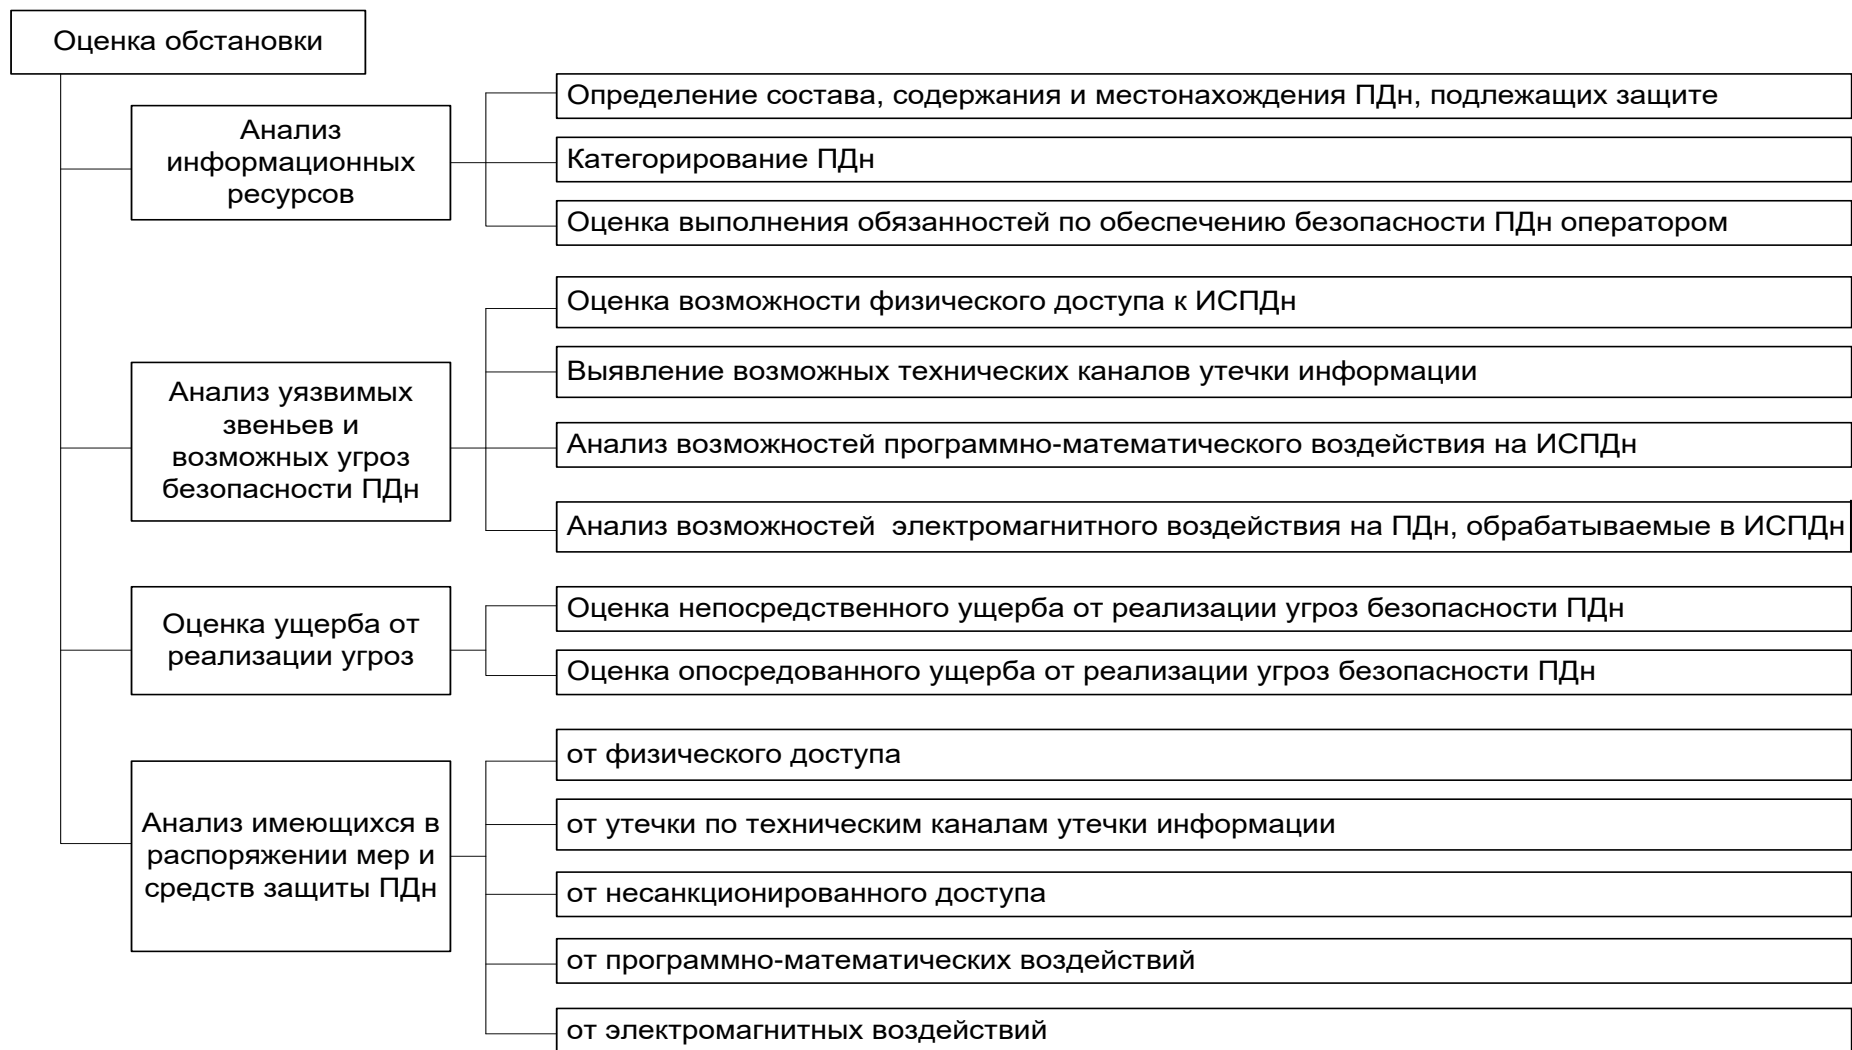 Оценка обстановки
Анализ
информационных
ресурсов
Определение состава, содержания и местонахождения ПДн, подлежащих защите
Категорирование ПДн
Оценка выполнения обязанностей по обеспечению безопасности ПДн оператором
Анализ уязвимых
звеньев и
возможных угроз
безопасности ПДн
Оценка возможности физического доступа к ИСПДн
Выявление возможных технических каналов утечки информации
Анализ возможностей программно-математического воздействия на ИСПДн
Анализ возможностей  электромагнитного воздействия на ПДн, обрабатываемые в ИСПДн
Оценка ущерба от
реализации угроз
Оценка непосредственного ущерба от реализации угроз безопасности ПДн
Оценка опосредованного ущерба от реализации угроз безопасности ПДн
Анализ имеющихся в
распоряжении мер и
средств защиты ПДн
от физического доступа
от утечки по техническим каналам утечки информации
от несанкционированного доступа
от программно-математических воздействий
от электромагнитных воздействий